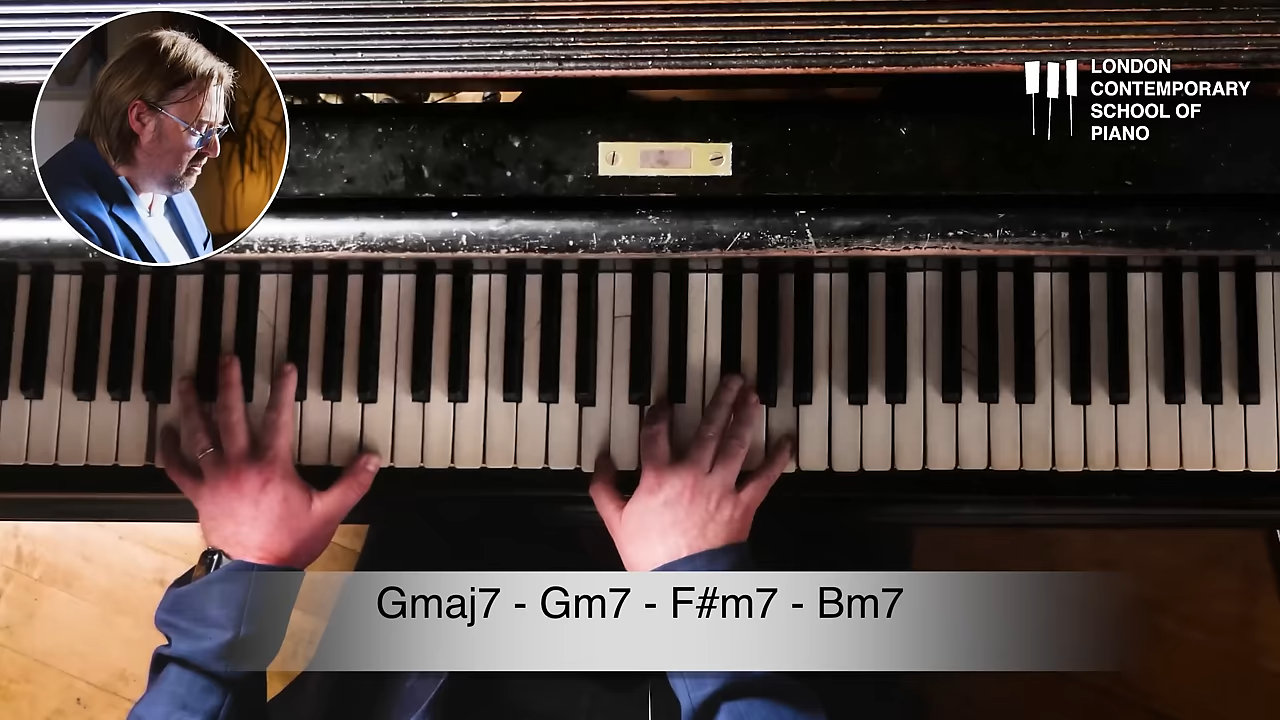 LONDON
CONTEMPORARY
SCHOOL OF
PIANO
Gmaj7 - Gm7 - F#m7 - Bm7